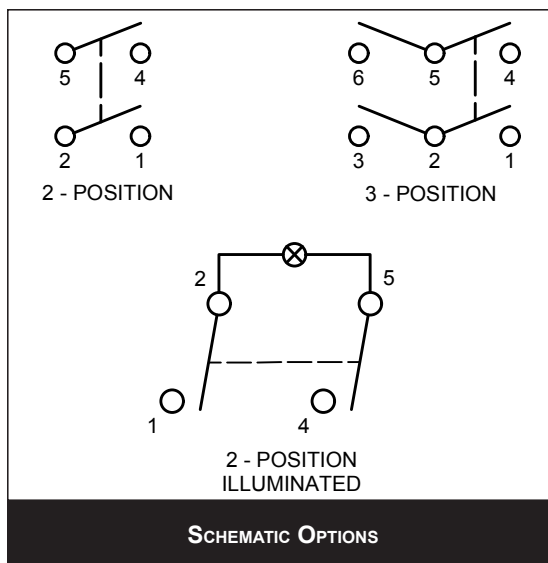 5 4
6 5 4
2 1
3 2 1
2 - POSITION
3 - POSITION
2 5
1 4
2 - POSITION
ILLUMINATED
SCHEMATIC OPTIONS